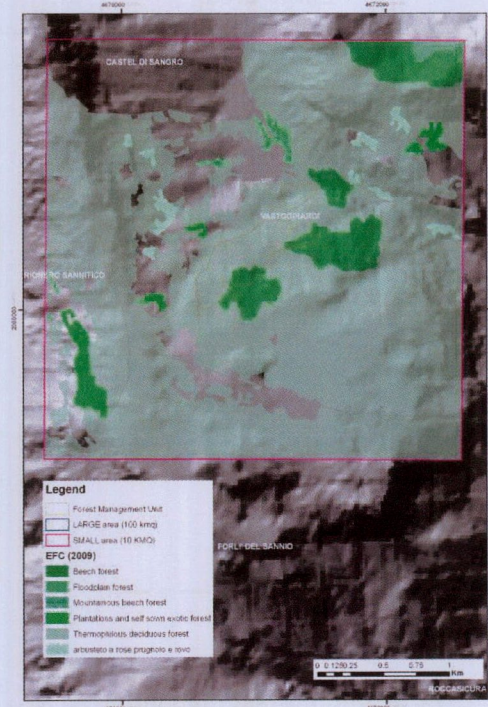 4670000 4672000
CASTEL DI SANGRO
VASTOGIRARDI
RIONERO SANNITICO
Legend
Forest Management Unit
LARGE area (100 kmq)
SMALL area (10 KMQ)
EFC (2009)
Beech forest
Floodplain forest
Mountainous beech forest
Plantations and self sown exotic forest
Thermophilous deciduous forest
arbusteto a rose prugnolo e rovo
FORLI' DEL SANNIO
0 0.1250.25 0.5 0.75 1
Km
ROCCASICURA